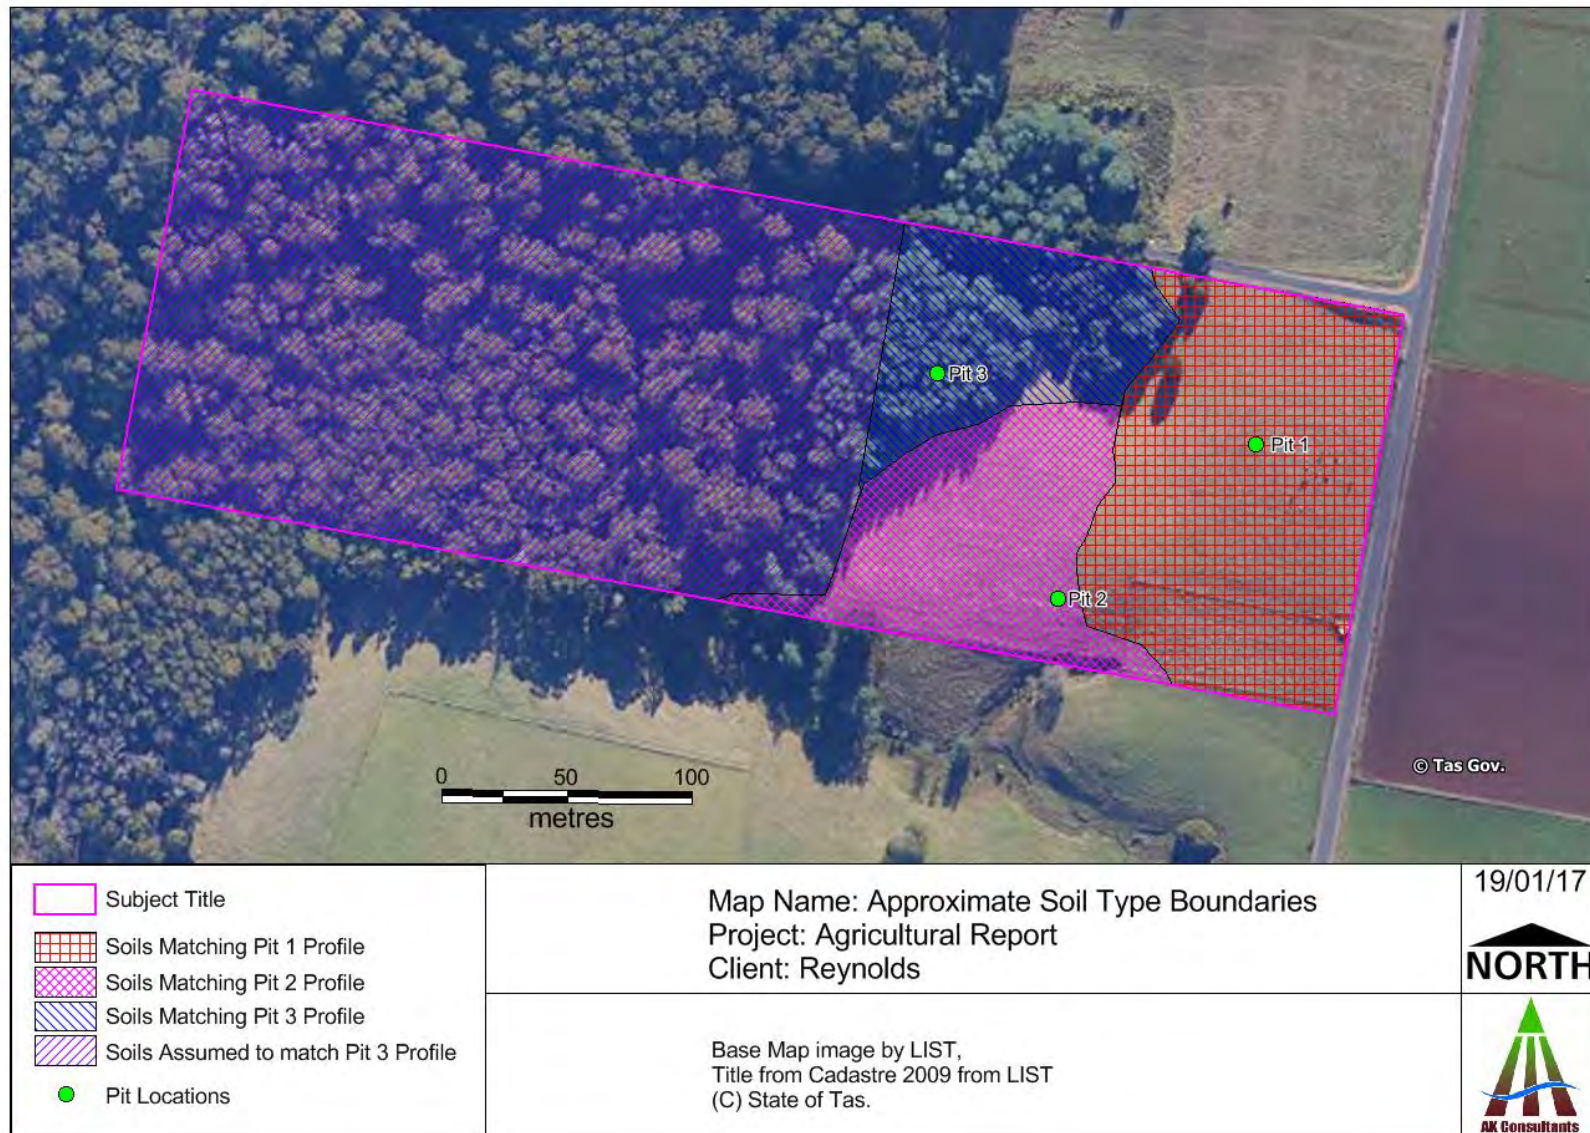 Pit 3
Pit 1
Pit 2
© Tas Gov.
0 50 100
metres
Subject Title
Soils Matching Pit 1 Profile
Soils Matching Pit 2 Profile
Soils Matching Pit 3 Profile
Soils Assumed to match Pit 3 Profile
Pit Locations
Map Name: Approximate Soil Type Boundaries
Project: Agricultural Report
Client: Reynolds
Base Map image by LIST,
Title from Cadastre 2009 from LIST
(C) State of Tas.
19/01/17
NORTH
AK Consultants